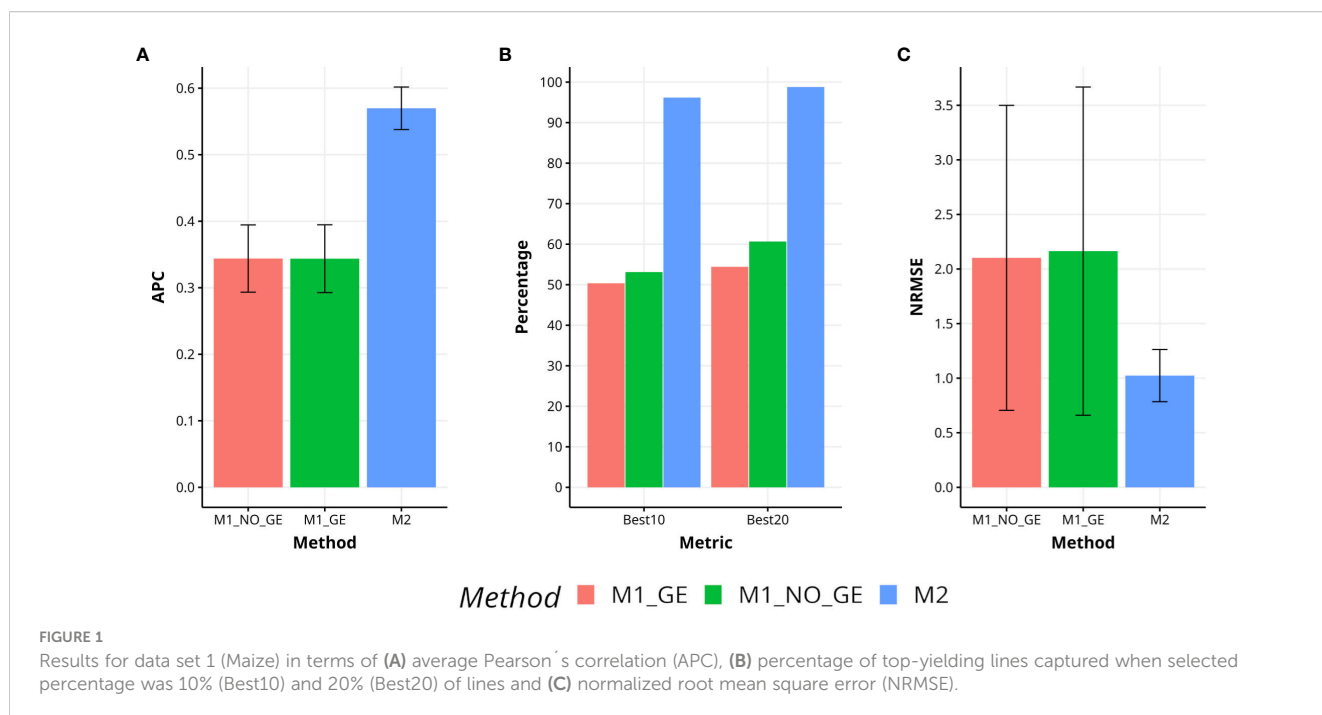 A
B
C
APC
0.6
0.5
0.4
0.3
0.2
0.1
0.0
M1_NO_GE M1_GE M2
Method
Percentage
100
90
80
70
60
50
40
30
20
10
0
Best10 Best20
Metric
NRMSE
3.5
3.0
2.5
2.0
1.5
1.0
0.5
0.0
M1_NO_GE M1_GE M2
Method
Method M1_GE M1_NO_GE M2
FIGURE 1
Results for data set 1 (Maize) in terms of (A) average Pearson´s correlation (APC), (B) percentage of top-yielding lines captured when selected
percentage was 10% (Best10) and 20% (Best20) of lines and (C) normalized root mean square error (NRMSE).